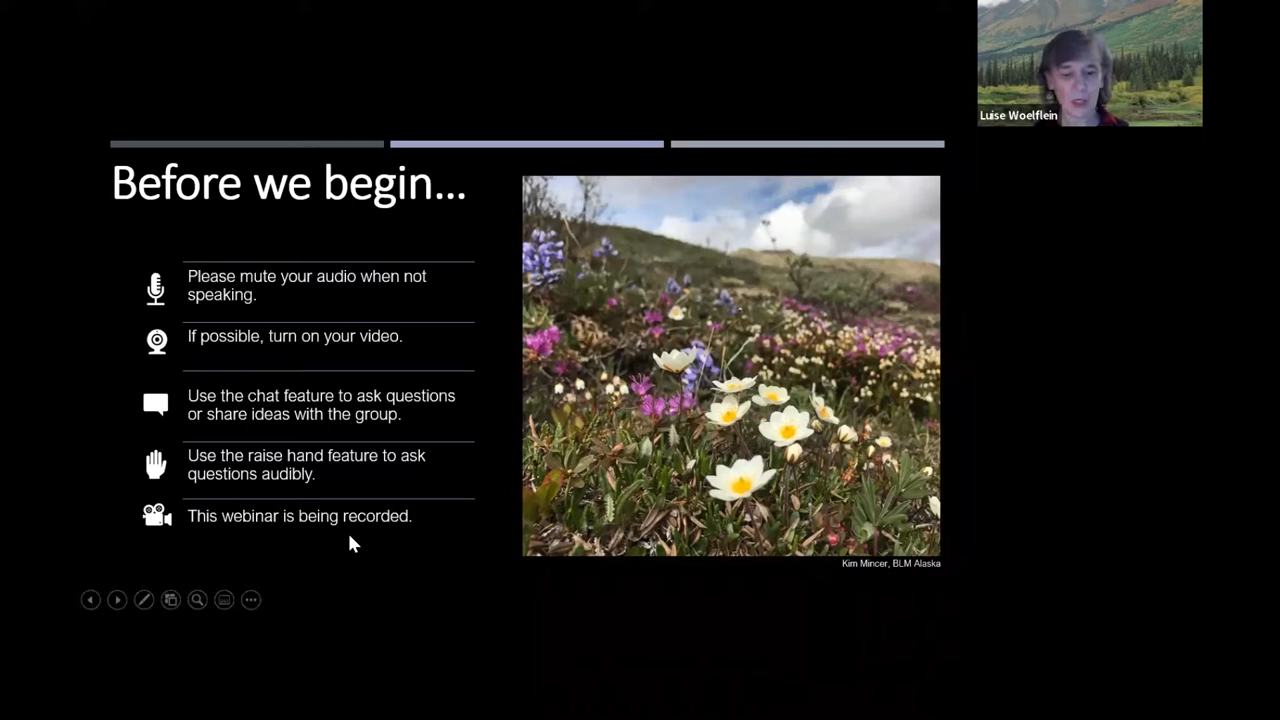 Luise Woelflein
Before we begin...
Please mute your audio when not
speaking.
If possible, turn on your video.
Use the chat feature to ask questions
or share ideas with the group.
Use the raise hand feature to ask
questions audibly.
This webinar is being recorded.
Kim Mincer, BLM Alaska